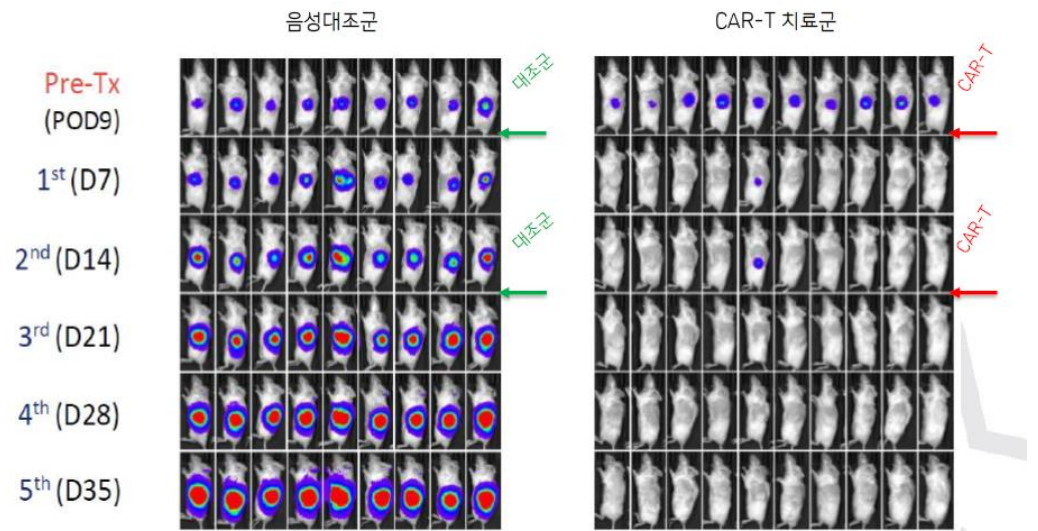 음성대조군
CAR-T 치료군
Pre-Tx
(POD9)
대조군
CAR-T
1st (D7)
2nd (D14)
대조군
CAR-T
3rd (D21)
4th (D28)
5th (D35)